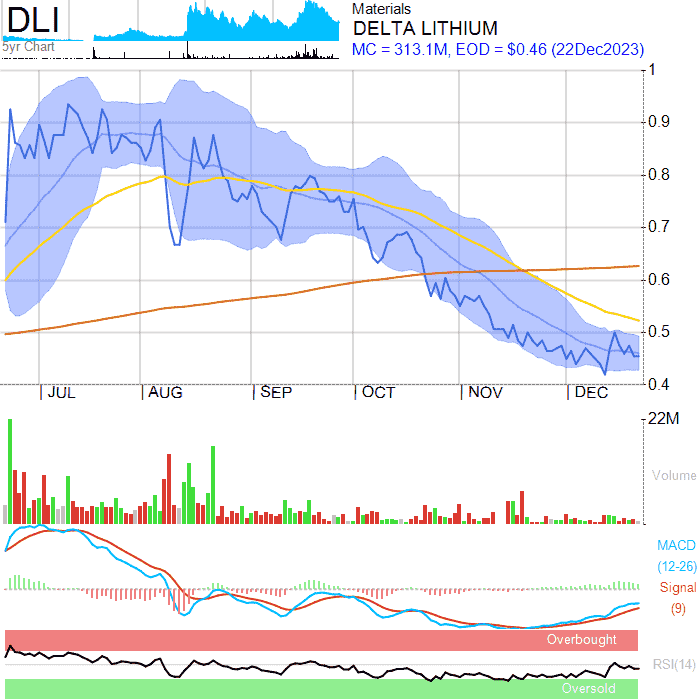 DLI
5yr Chart
Materials
DELTA LITHIUM
MC = 313.1M, EOD = $0.46 (22Dec2023)
1
0.9
0.8
0.7
0.6
0.5
0.4
JUL AUG SEP OCT NOV DEC
22M
Volume
MACD
(12-26)
Signal
(9)
Overbought
RSI(14)
Oversold